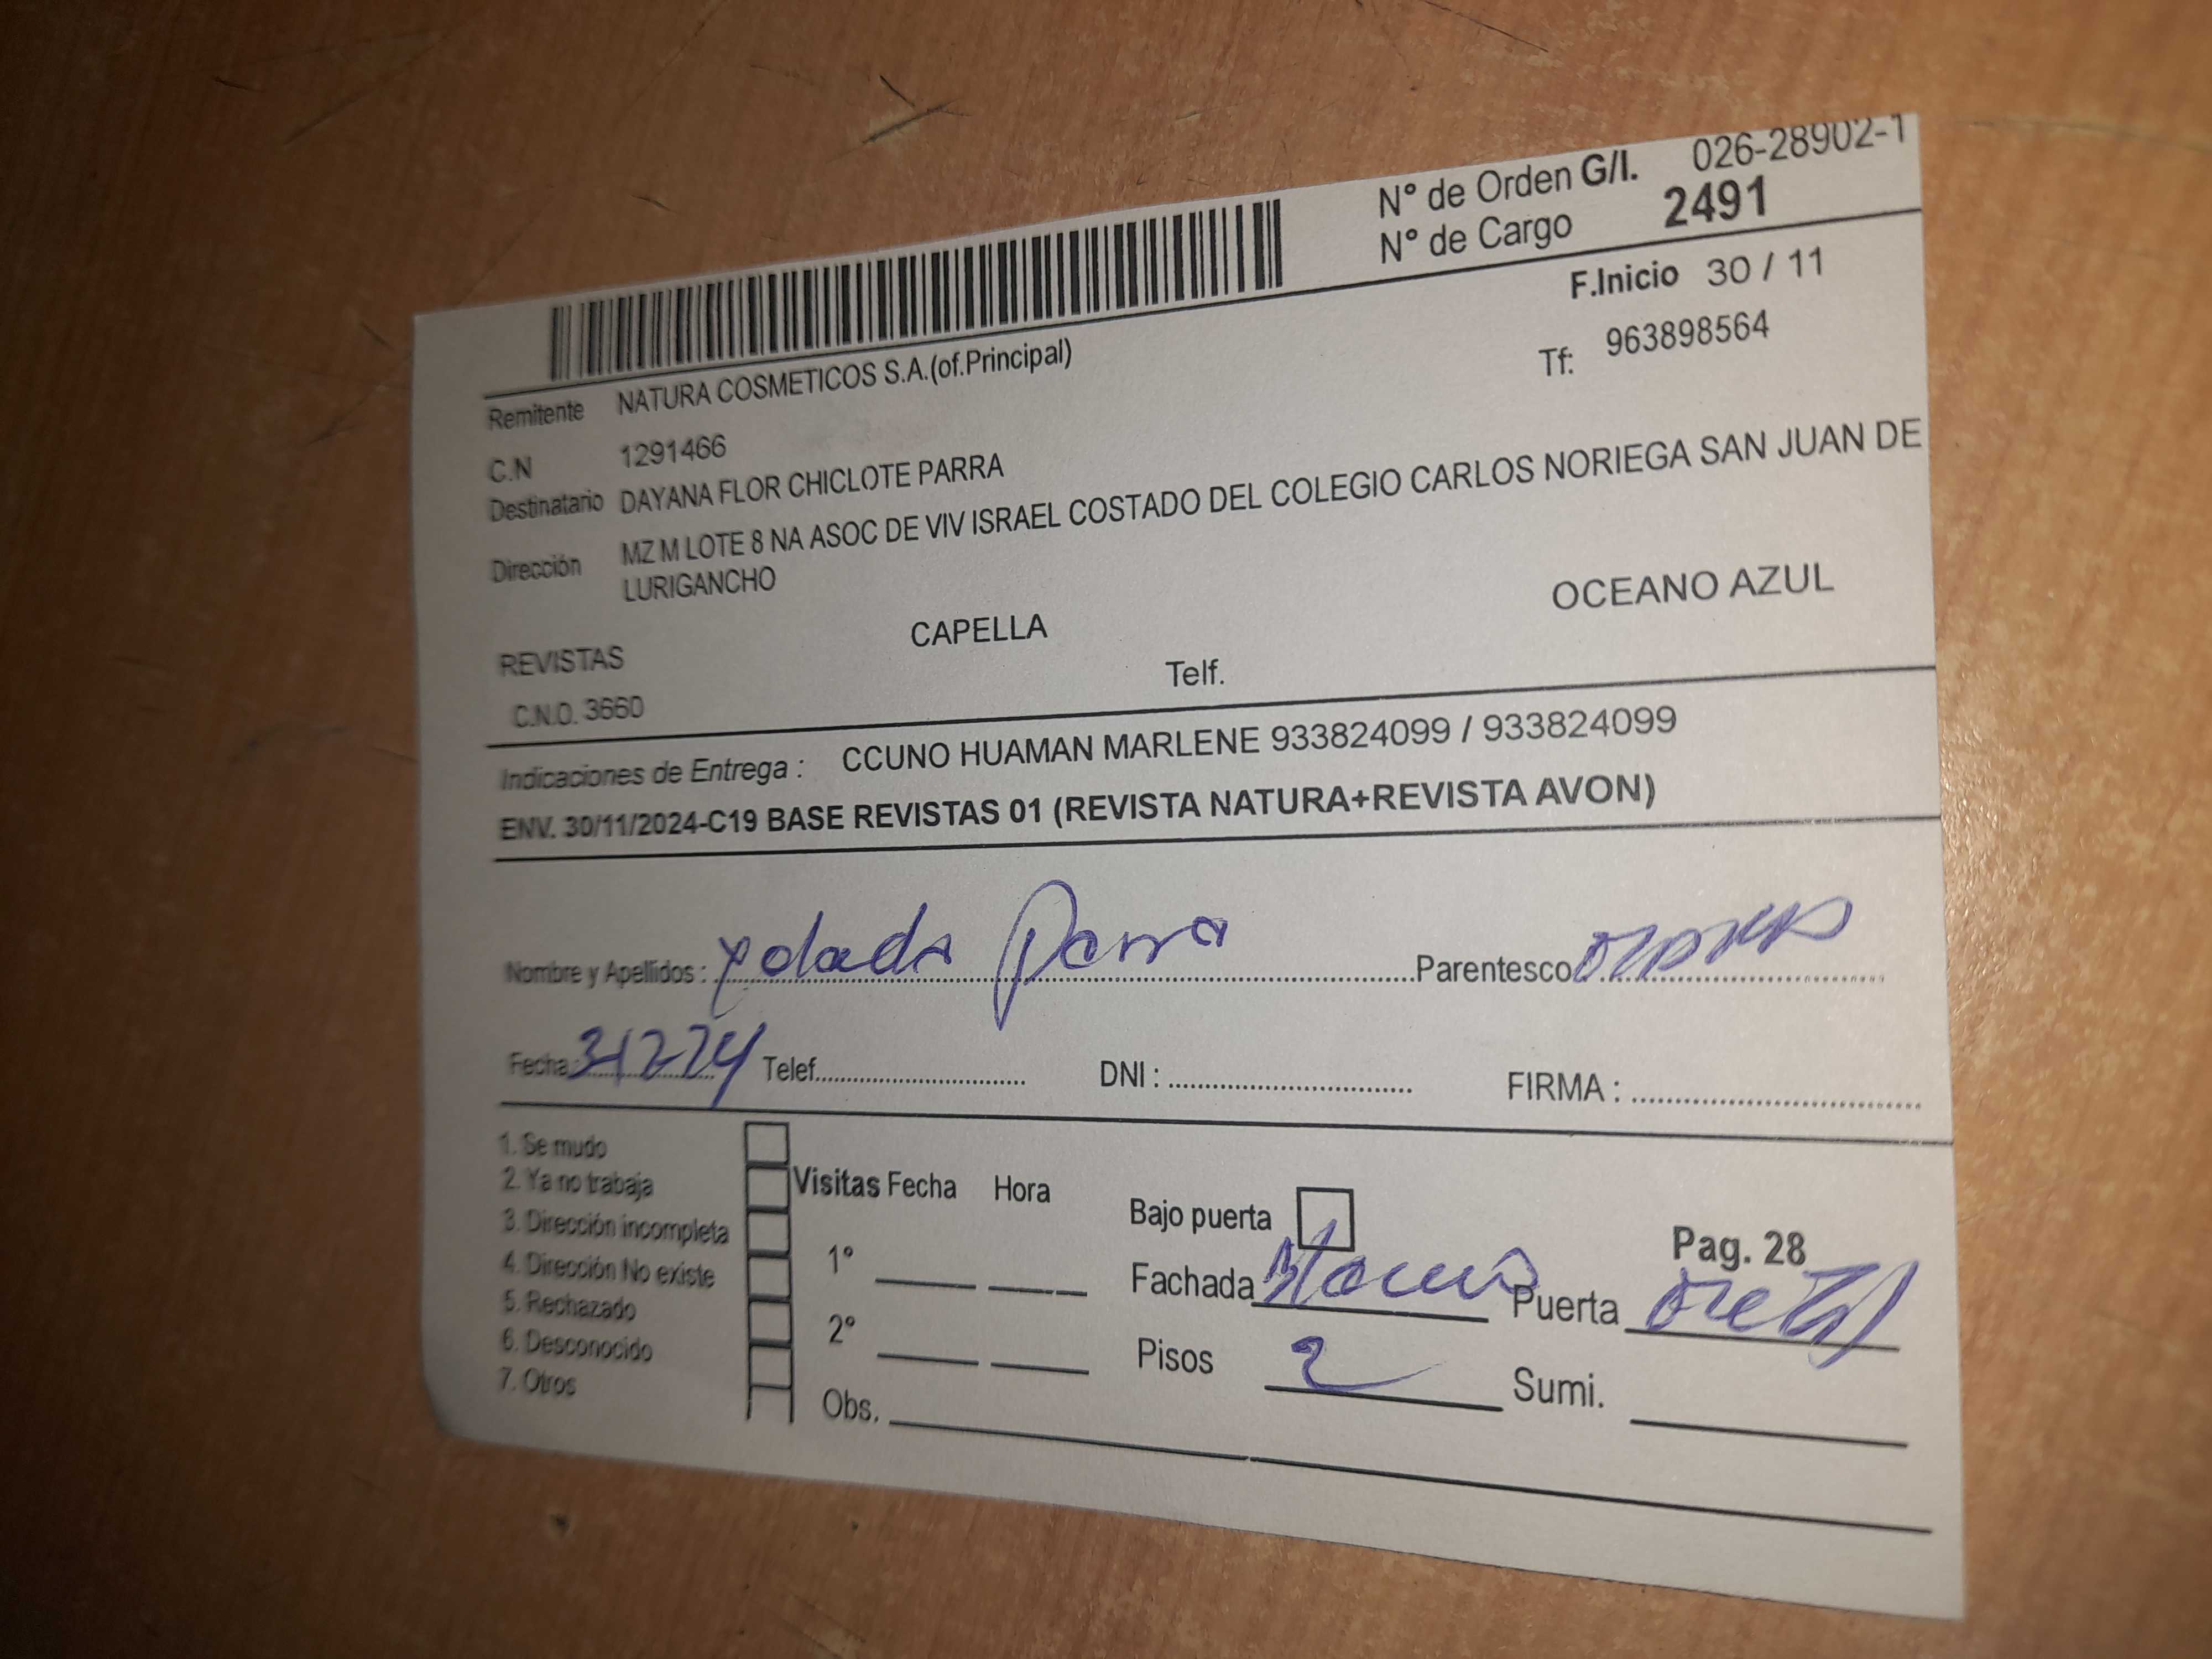 N° de Orden G/I. 026-28902-1
N° de Cargo 2491
F.Inicio 30 / 11
Remitente NATURA COSMETICOS S.A.(of.Principal) Tf: 963898564
C.N 1291466
Destinatario DAYANA FLOR CHICLOTE PARRA
Dirección MZ M LOTE 8 NA ASOC DE VIV ISRAEL COSTADO DEL COLEGIO CARLOS NORIEGA SAN JUAN DE
LURIGANCHO
REVISTAS CAPELLA OCEANO AZUL
C.N.O. 3660 Telf.
Indicaciones de Entrega : CCUNO HUAMAN MARLENE 933824099 / 933824099
ENV. 30/11/2024-C19 BASE REVISTAS 01 (REVISTA NATURA+REVISTA AVON)
Nombre y Apellidos : Yolada Parra Parentesco
Fecha: 31224 Telef. DNI : FIRMA :
1. Se mudo
2. Ya no trabaja Visitas Fecha Hora Bajo puerta Pag. 28
3. Dirección incompleta 1° Fachada Puerta
4. Dirección No existe
5. Rechazado 2° Pisos 2 Sumi.
6. Desconocido
7. Otros Obs.